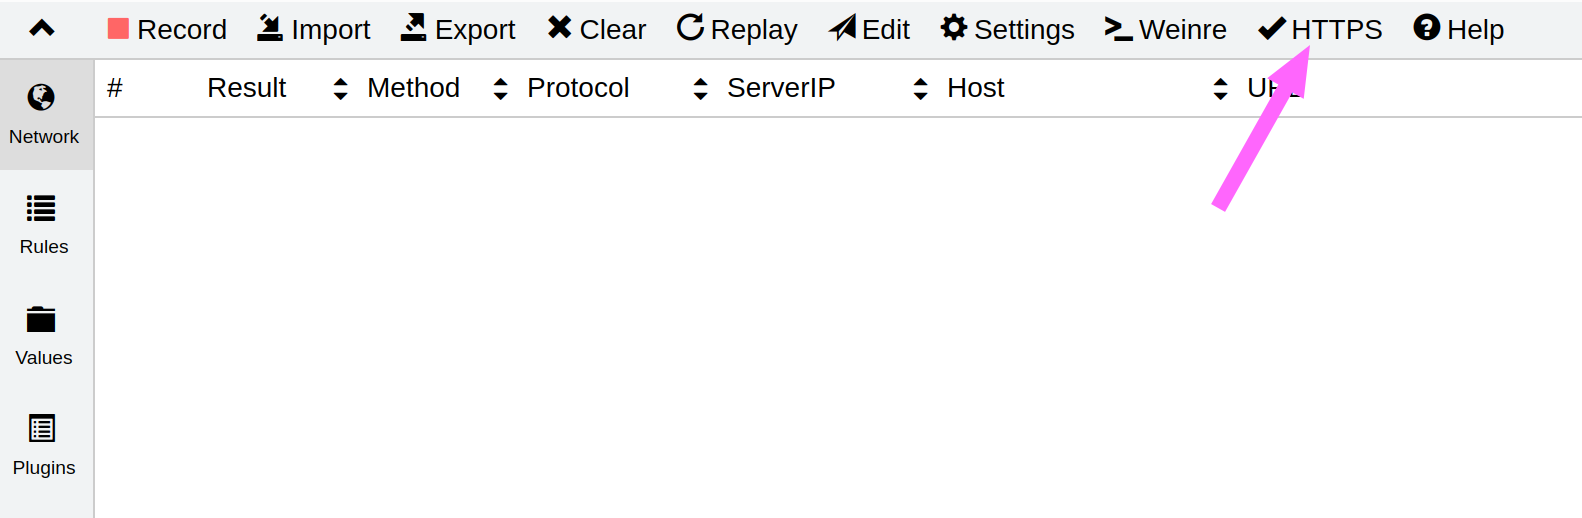 Record Import Export Clear Replay Edit Settings Weinre HTTPS Help
# Result Method Protocol ServerIP Host
Network
Rules
Values
Plugins